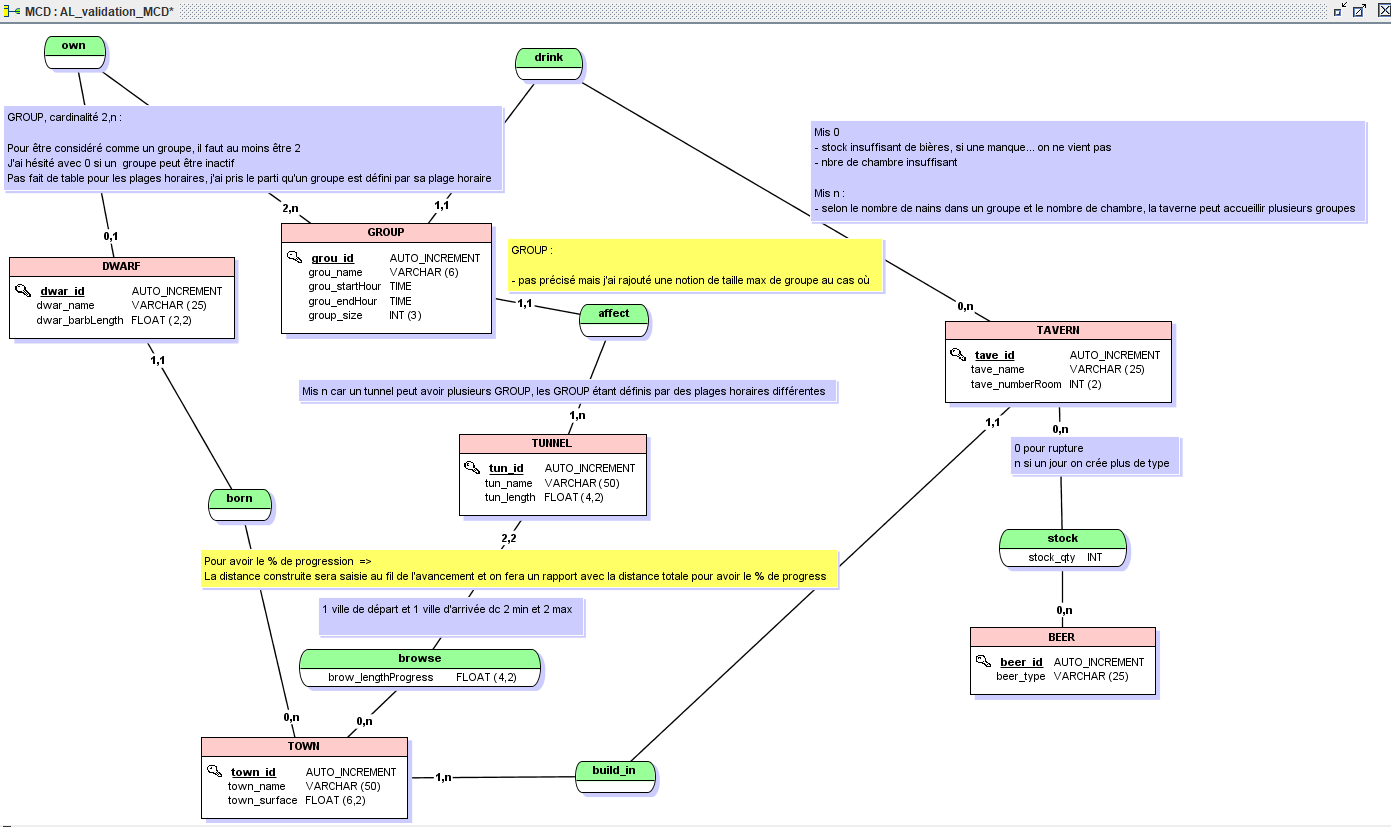 MCD : AL_validation_MCD*
own
drink
GROUP, cardinalité 2,n :
Pour être considéré comme un groupe, il faut au moins être 2
J'ai hésité avec 0 si un  groupe peut être inactif
Pas fait de table pour les plages horaires, j'ai pris le parti qu'un groupe est défini par sa plage horaire
Mis 0
- stock insuffisant de bières, si une manque... on ne vient pas
- nbre de chambre insuffisant
Mis n :
- selon le nombre de nains dans un groupe et le nombre de chambre, la taverne peut accueillir plusieurs groupes
2,n
1,1
0,1
GROUP
grou_id AUTO_INCREMENT
grou_name VARCHAR (6)
grou_startHour TIME
grou_endHour TIME
group_size INT (3)
GROUP :
- pas précisé mais j'ai rajouté une notion de taille max de groupe au cas où
DWARF
dwar_id AUTO_INCREMENT
dwar_name VARCHAR (25)
dwar_barbLength FLOAT (2,2)
1,1
affect
0,n
TAVERN
tave_id AUTO_INCREMENT
tave_name VARCHAR (25)
tave_numberRoom INT (2)
1,1
Mis n car un tunnel peut avoir plusieurs GROUP, les GROUP étant définis par des plages horaires différentes
1,n
1,1
0,n
TUNNEL
tun_id AUTO_INCREMENT
tun_name VARCHAR (50)
tun_length FLOAT (4,2)
0 pour rupture
n si un jour on crée plus de type
born
2,2
stock
stock_qty INT
Pour avoir le % de progression  =>
La distance construite sera saisie au fil de l'avancement et on fera un rapport avec la distance totale pour avoir le % de progress
1 ville de départ et 1 ville d'arrivée dc 2 min et 2 max
0,n
BEER
beer_id AUTO_INCREMENT
beer_type VARCHAR (25)
browse
brow_lengthProgress FLOAT (4,2)
0,n
0,n
TOWN
town_id AUTO_INCREMENT
town_name VARCHAR (50)
town_surface FLOAT (6,2)
1,n
build_in